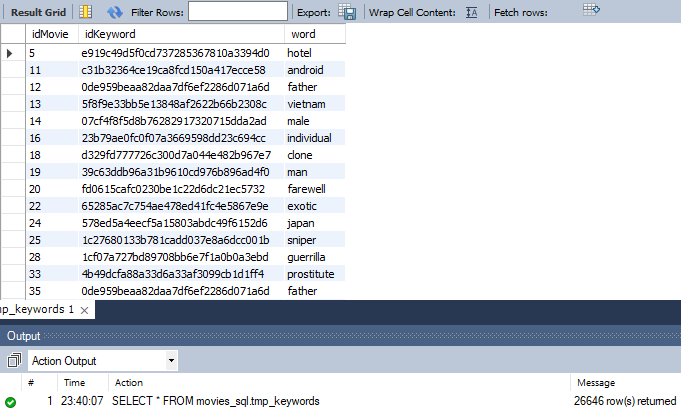 Result Grid Filter Rows: Export: Wrap Cell Content: Fetch rows:
idMovie idKeyword word
5 e919c49d5f0cd737285367810a3394d0 hotel
11 c31b32364ce19ca8fcd150a417ecce58 android
12 0de959beaa82daa7df6ef2286d071a6d father
13 5f8f9e33bb5e13848af2622b66b2308c vietnam
14 07cf4f8f5d8b76282917320715dda2ad male
16 23b79ae0fc0f07a3669598dd23c694cc individual
18 d329fd777726c300d7a044e482b967e7 clone
19 39c63ddb96a31b9610cd976b896ad4f0 man
20 fd0615cafc0230be1c22d6dc21ec5732 farewell
22 65285ac7c754ae478ed41fc4e5867e9e exotic
24 578ed5a4eecf5a15803abdc49f6152d6 japan
25 1c27680133b781cadd037e8a6dcc001b sniper
28 1cf07a727bd89708bb6e7f1a0b0a3ebd guerrilla
33 4b49dcfa88a33d6a33af3099cb1d1ff4 prostitute
35 0de959beaa82daa7df6ef2286d071a6d father
mp_keywords 1
Output
Action Output
# Time Action Message
1 23:40:07 SELECT * FROM movies_sql.tmp_keywords 26646 row(s) returned